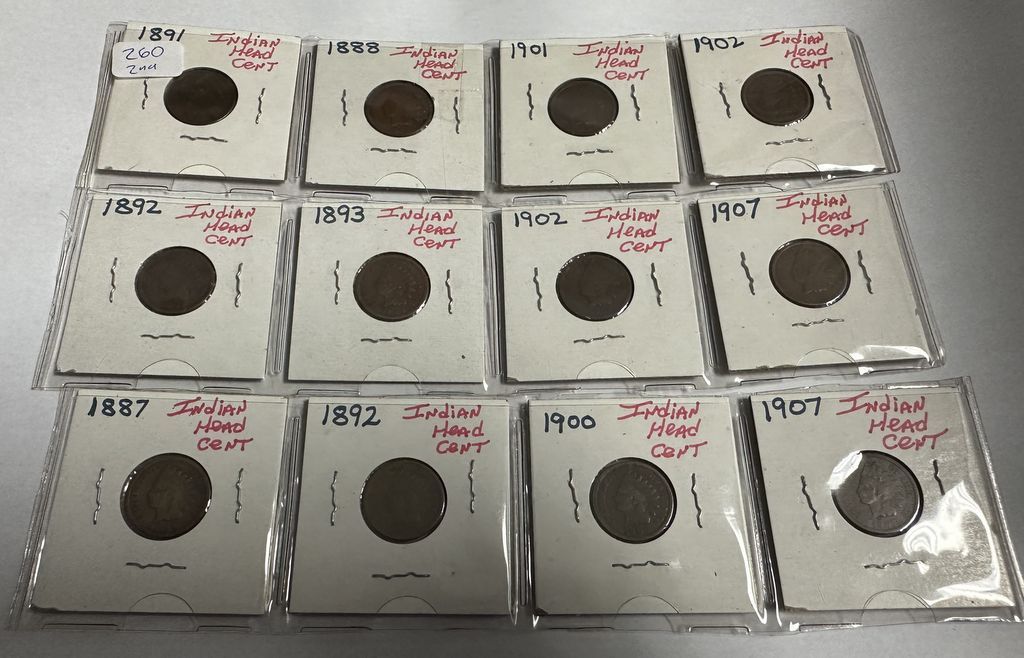 1891 Indian
Head
Cent
260
2nd
1888 Indian
Head
Cent
1901 Indian
Head
Cent
1902 Indian
Head
Cent
1892 Indian
Head
Cent
1893 Indian
Head
Cent
1902 Indian
Head
Cent
1907 Indian
Head
Cent
1887 Indian
Head
Cent
1892 Indian
Head
Cent
1900 Indian
Head
Cent
1907 Indian
Head
Cent